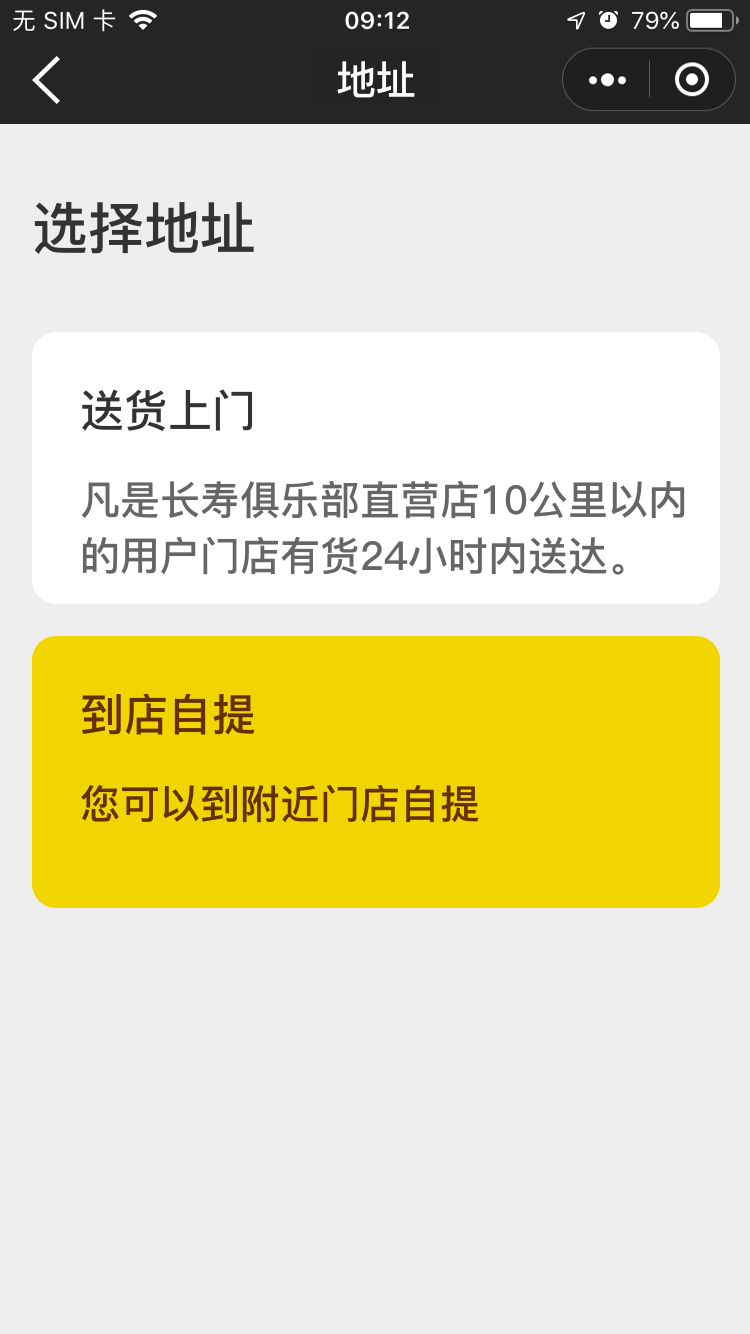 无 SIM 卡
09:12
79%
地址
选择地址
送货上门
凡是长寿俱乐部直营店10公里以内
的用户门店有货24小时内送达。
到店自提
您可以到附近门店自提